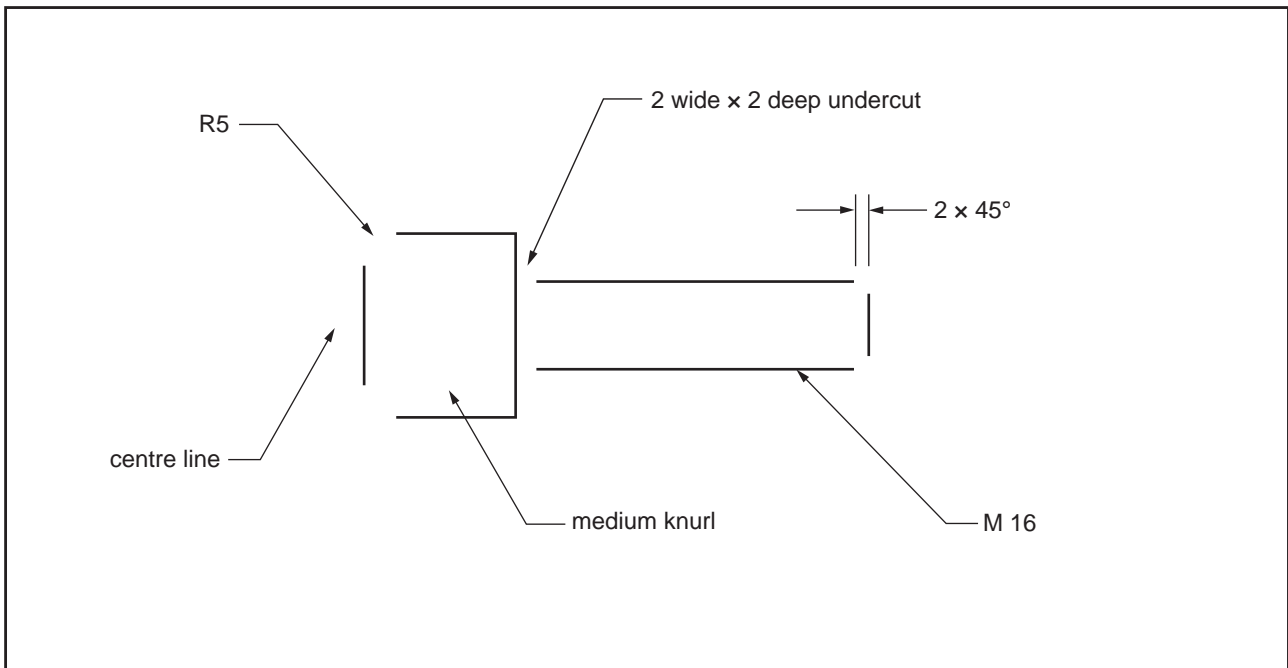 2 wide × 2 deep undercut
R5
2 × 45°
centre line
medium knurl
M 16